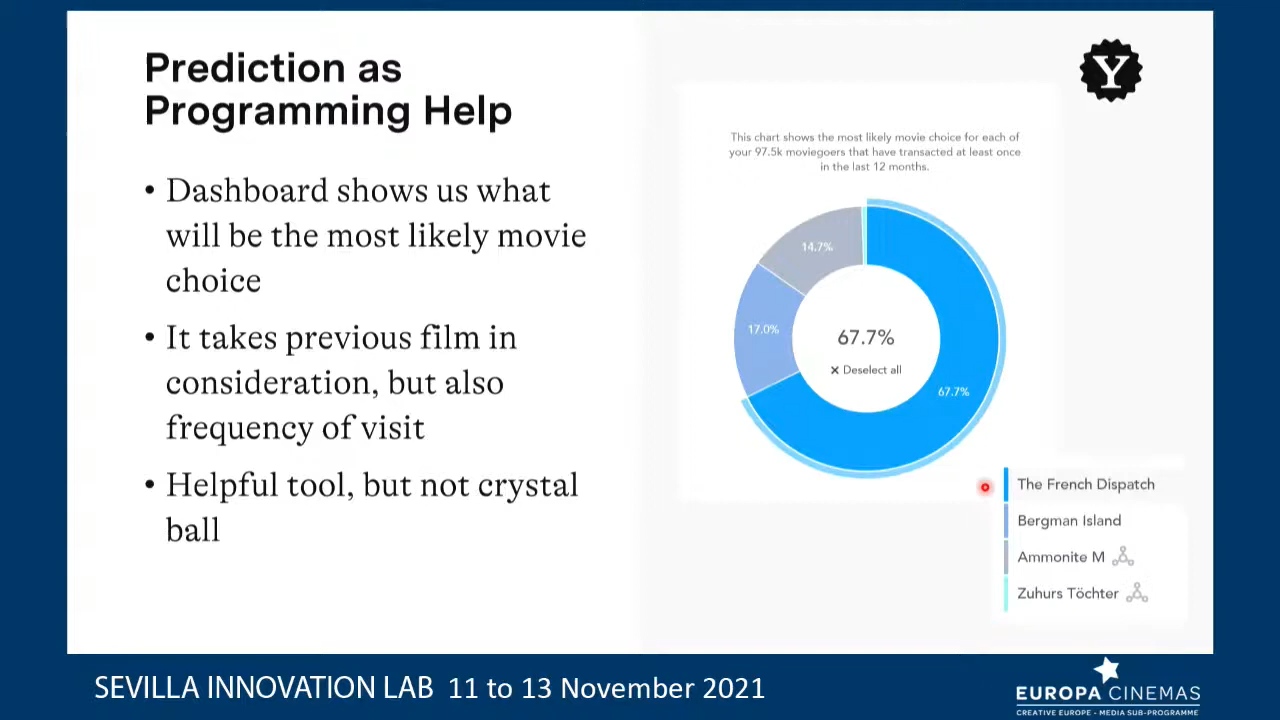 Prediction as
Programming Help
• Dashboard shows us what
will be the most likely movie
choice
• It takes previous film in
consideration, but also
frequency of visit
• Helpful tool, but not crystal
ball
Y
This chart shows the most likely movie choice for each of
your 97.5k moviegoers that have transacted at least once
in the last 12 months.
14.7%
17.0%
67.7%
✕ Deselect all
67.7%
The French Dispatch
Bergman Island
Ammonite M
Zuhurs Töchter
SEVILLA INNOVATION LAB 11 to 13 November 2021
EUROPA CINEMAS
CREATIVE EUROPE - MEDIA SUB-PROGRAMME